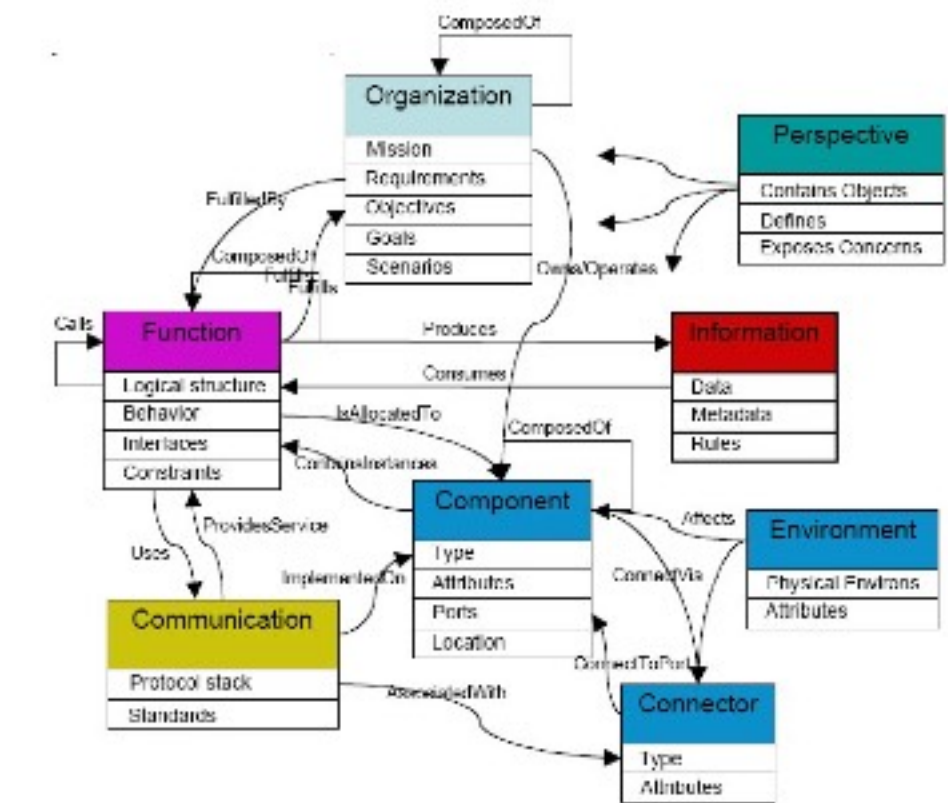 ComposedOf
Organization
Mission
Requirements
Objectives
Goals
Scenarios
Perspective
Contains Objects
Defines
Exposes Concerns
FulfilledBy
ComposedOf
Fulfills
Owns/Operates
Calls
Function
Logical structure
Behavior
Interfaces
Constraints
Produces
Consumes
Information
Data
Metadata
Rules
IsAllocatedTo
ComposedOf
ContainsInstances
Component
Type
Attributes
Ports
Location
Affects
Environment
Physical Environs
Attributes
ProvidesService
Uses
ImplementedOn
ConnectVia
Communication
Protocol stack
Standards
ConnectToPort
AssociatedWith
Connector
Type
Attributes